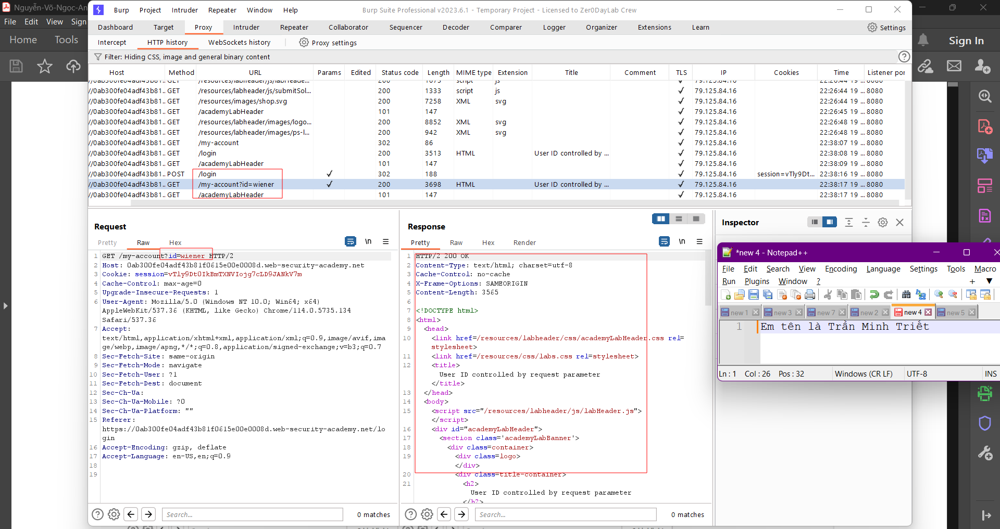 Nguyễn-Võ-Ngọc-An
File Edit View Sign
Home Tools
Sign In
Burp Project Intruder Repeater Window Help
Burp Suite Professional v2023.6.1 - Temporary Project - Licensed to Zer0DayLab Crew
Dashboard Target Proxy Intruder Repeater Collaborator Sequencer Decoder Comparer Logger Organizer Extensions Learn Settings
Intercept HTTP history WebSockets history Proxy settings
Filter: Hiding CSS, image and general binary content
Host Method URL Params Edited Status code Length MIME type Extension Title Comment TLS IP Cookies Time Listener por
//0ab300fe04adf43b81... GET /resources/labheader/js/labHeade... 200 1073 script js ✓ 79.125.84.16 22:26:44 19 ... 8080
//0ab300fe04adf43b81... GET /resources/labheader/js/submitSol... 200 1333 script js ✓ 79.125.84.16 22:26:44 19 ... 8080
//0ab300fe04adf43b81... GET /resources/images/shop.svg 200 7258 XML svg ✓ 79.125.84.16 22:26:44 19 ... 8080
//0ab300fe04adf43b81... GET /academyLabHeader 101 147 ✓ 79.125.84.16 22:26:45 19 ... 8080
//0ab300fe04adf43b81... GET /resources/labheader/images/logo... 200 8852 XML svg ✓ 79.125.84.16 22:26:48 19 ... 8080
//0ab300fe04adf43b81... GET /resources/labheader/images/ps-l... 200 942 XML svg ✓ 79.125.84.16 22:26:48 19 ... 8080
//0ab300fe04adf43b81... GET /my-account 302 86 ✓ 79.125.84.16 22:38:07 19 ... 8080
//0ab300fe04adf43b81... GET /login 200 3513 HTML User ID controlled by ... ✓ 79.125.84.16 22:38:08 19 ... 8080
//0ab300fe04adf43b81... GET /academyLabHeader 101 147 ✓ 79.125.84.16 22:38:09 19 ... 8080
//0ab300fe04adf43b81... POST /login ✓ 302 188 ✓ 79.125.84.16 session=vTly9Dt... 22:38:16 19 ... 8080
//0ab300fe04adf43b81... GET /my-account?id=wiener ✓ 200 3698 HTML User ID controlled by ... ✓ 79.125.84.16 22:38:17 19 ... 8080
//0ab300fe04adf43b81... GET /academyLabHeader 101 147 ✓ 79.125.84.16 22:38:17 19 ... 8080
Request
Pretty Raw Hex \n
1 GET /my-account?id=wiener HTTP/2
2 Host: 0ab300fe04adf43b81f0615e00e0008d.web-security-academy.net
3 Cookie: session=vTly9Dt0IkBmTXNVIojg7cLD9JANkV7m
4 Cache-Control: max-age=0
5 Upgrade-Insecure-Requests: 1
6 User-Agent: Mozilla/5.0 (Windows NT 10.0; Win64; x64)
AppleWebKit/537.36 (KHTML, like Gecko) Chrome/114.0.5735.134
Safari/537.36
7 Accept:
text/html,application/xhtml+xml,application/xml;q=0.9,image/avif,ima
ge/webp,image/apng,*/*;q=0.8,application/signed-exchange;v=b3;q=0.7
8 Sec-Fetch-Site: same-origin
9 Sec-Fetch-Mode: navigate
10 Sec-Fetch-User: ?1
11 Sec-Fetch-Dest: document
12 Sec-Ch-Ua:
13 Sec-Ch-Ua-Mobile: ?0
14 Sec-Ch-Ua-Platform: ""
15 Referer:
https://0ab300fe04adf43b81f0615e00e0008d.web-security-academy.net/lo
gin
16 Accept-Encoding: gzip, deflate
17 Accept-Language: en-US,en;q=0.9
18
19
Search... 0 matches
Response
Pretty Raw Hex Render \n
1 HTTP/2 200 OK
2 Content-Type: text/html; charset=utf-8
3 Cache-Control: no-cache
4 X-Frame-Options: SAMEORIGIN
5 Content-Length: 3565
6
7 <!DOCTYPE html>
8 <html>
9 <head>
10 <link href=/resources/labheader/css/academyLabHeader.css rel=
stylesheet>
11 <link href=/resources/css/labs.css rel=stylesheet>
12 <title>
User ID controlled by request parameter
</title>
13 </head>
14 <body>
15 <script src="/resources/labheader/js/labHeader.js">
</script>
16 <div id="academyLabHeader">
17 <section class='academyLabBanner'>
18 <div class=container>
19 <div class=logo>
</div>
20 <div class=title-container>
21 <h2>
User ID controlled by request parameter
</h2>
Search... 0 matches
Inspector
*new 4 - Notepad++
File Edit Search View Encoding Language Settings Tools Macro
Run Plugins Window ? +
new 1 new 3 new 7 new 2 new 4 new 5
1 Em tên là Trần Minh Triết
Ln : 1 Col : 26 Pos : 32 Windows (CR LF) UTF-8 INS